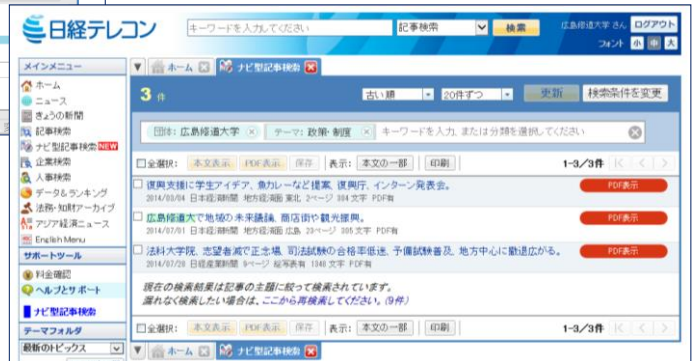 日経テレコン
キーワードを入力してください
記事検索
検索
広島修道大学 さん
ログアウト
フォント 小 中 大
メインメニュー
ホーム
ニュース
きょうの新聞
記事検索
ナビ型記事検索 NEW
企業検索
人事検索
データ&ランキング
法務・知財アーカイブ
アジア経済ニュース
English Menu
サポートツール
料金確認
ヘルプとサポート
ナビ型記事検索
テーマフォルダ
最新のトピックス
ホーム
ナビ型記事検索
3 件
古い順
20件ずつ
更新
検索条件を変更
団体: 広島修道大学
テーマ: 政策・制度
キーワードを入力、または分類を選択してください
全選択: 本文表示 PDF表示 保存 表示: 本文の一部 印刷
1-3/3件
復興支援に学生アイデア、魚カレーなど提案、復興庁、インターン発表会。
PDF表示
2014/03/04 日本経済新聞 地方経済面 東北 2ページ 384文字 PDF有
広島修道大で地域の未来議論、商店街や観光振興。
PDF表示
2014/07/01 日本経済新聞 地方経済面 広島 23ページ 305文字 PDF有
法科大学院、志望者減で正念場、司法試験の合格率低迷、予備試験普及、地方中心に撤退広がる。
PDF表示
2014/07/28 日経産業新聞 9ページ 絵写表有 1340文字 PDF有
現在の検索結果は記事の主題に絞って検索されています。
漏れなく検索したい場合は、ここから再検索してください。(9件)
全選択: 本文表示 PDF表示 保存 表示: 本文の一部 印刷
1-3/3件
ホーム
ナビ型記事検索